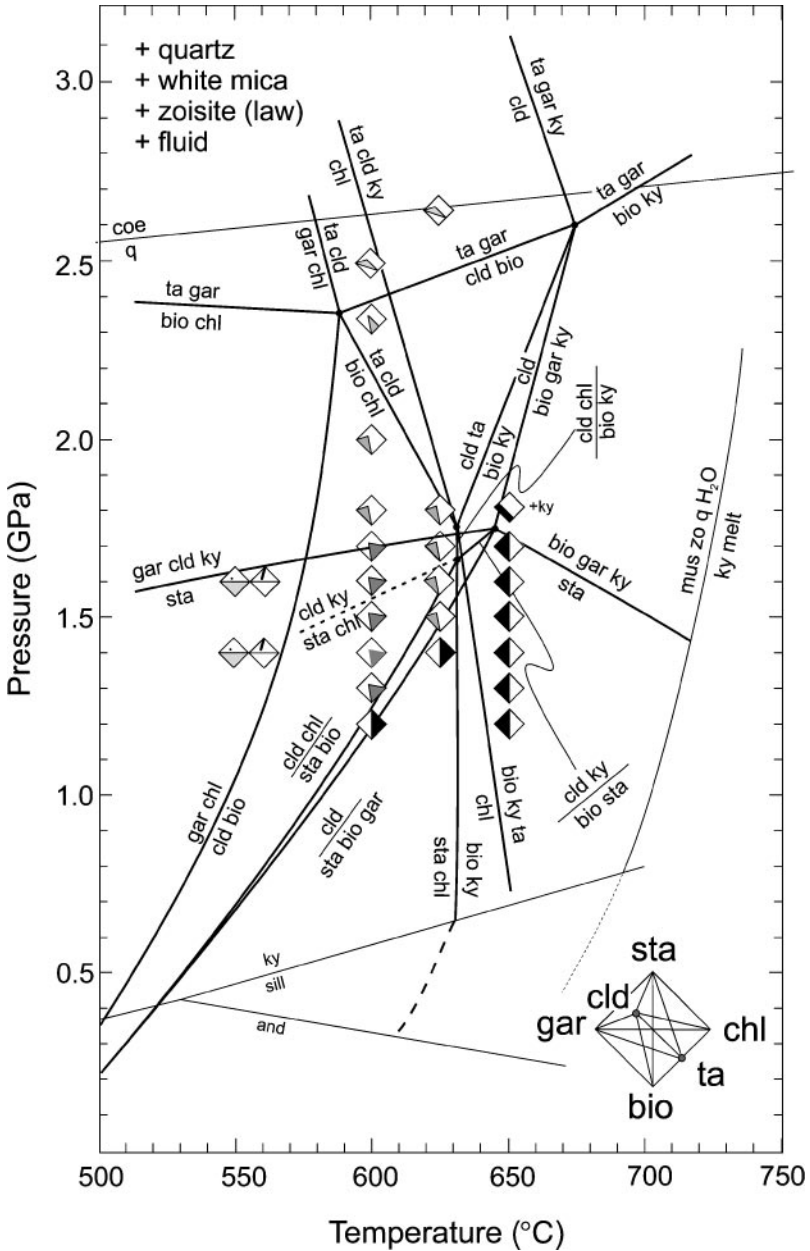 + quartz
+ white mica
+ zoisite (law)
+ fluid
3.0
2.5
2.0
1.5
1.0
0.5
Pressure (GPa)
500
550
600
650
700
750
Temperature (°C)
ta gar ky
cld
ta cld ky
chl
ta cld
gar chl
coe
q
ta gar
bio ky
ta gar
cld bio
ta gar
bio chl
ta cld
bio chl
cld
bio gar ky
cld ta
bio ky
cld chl
bio ky
+ky
gar cld ky
sta
cld ky
sta chl
bio gar ky
sta
mus zo q H₂O
ky melt
cld chl
sta bio
cld
sta bio gar
gar chl
cld bio
bio ky
sta chl
bio ky ta
chl
cld ky
bio sta
ky
sill
and
sta
cld
gar
chl
ta
bio